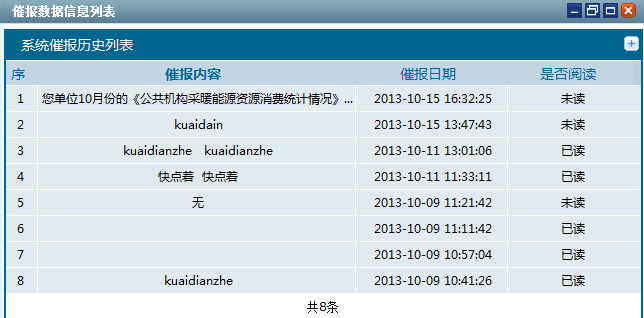 催报数据信息列表
系统催报历史列表
序 催报内容 催报日期 是否阅读
1 您单位10月份的《公共机构采暖能源资源消费统计情况》... 2013-10-15 16:32:25 未读
2 kuaidain 2013-10-15 13:47:43 未读
3 kuaidianzhe kuaidianzhe 2013-10-11 13:01:06 已读
4 快点着 快点着 2013-10-11 11:33:11 已读
5 无 2013-10-09 11:21:42 未读
6 2013-10-09 11:11:42 已读
7 2013-10-09 10:57:04 已读
8 kuaidianzhe 2013-10-09 10:41:26 已读
共8条